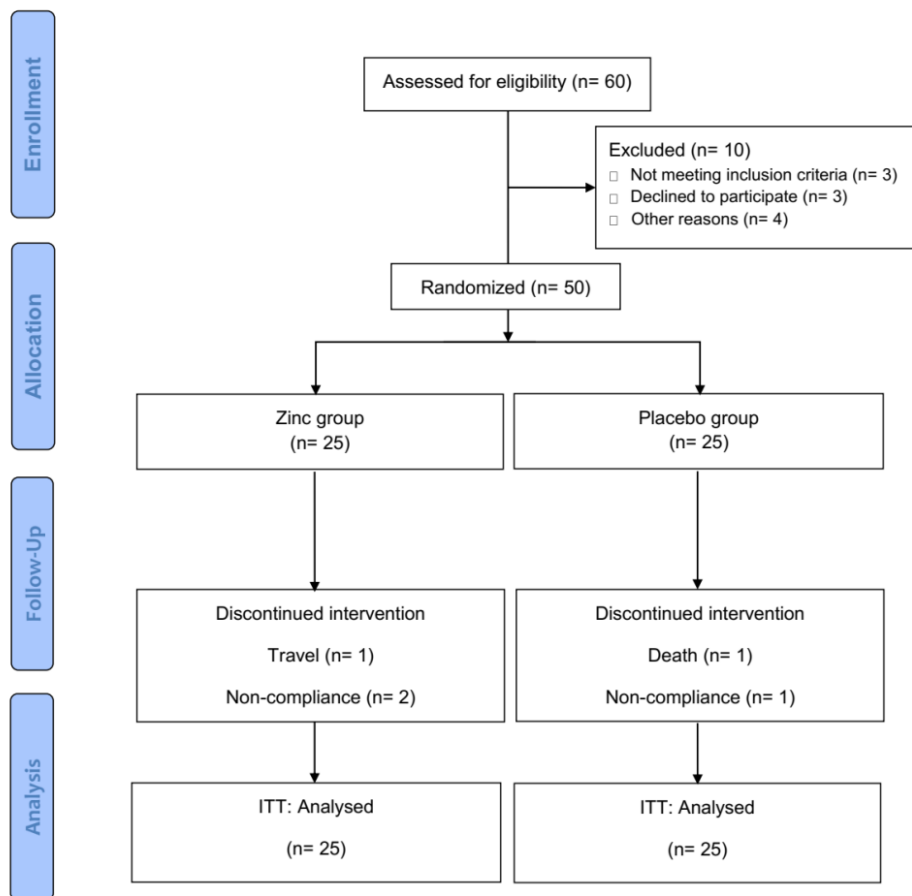 Enrollment
Assessed for eligibility (n= 60)
Excluded (n= 10)
Not meeting inclusion criteria (n= 3)
Declined to participate (n= 3)
Other reasons (n= 4)
Allocation
Randomized (n= 50)
Zinc group
(n= 25)
Placebo group
(n= 25)
Follow-Up
Discontinued intervention
Travel (n= 1)
Non-compliance (n= 2)
Discontinued intervention
Death (n= 1)
Non-compliance (n= 1)
Analysis
ITT: Analysed
(n= 25)
ITT: Analysed
(n= 25)